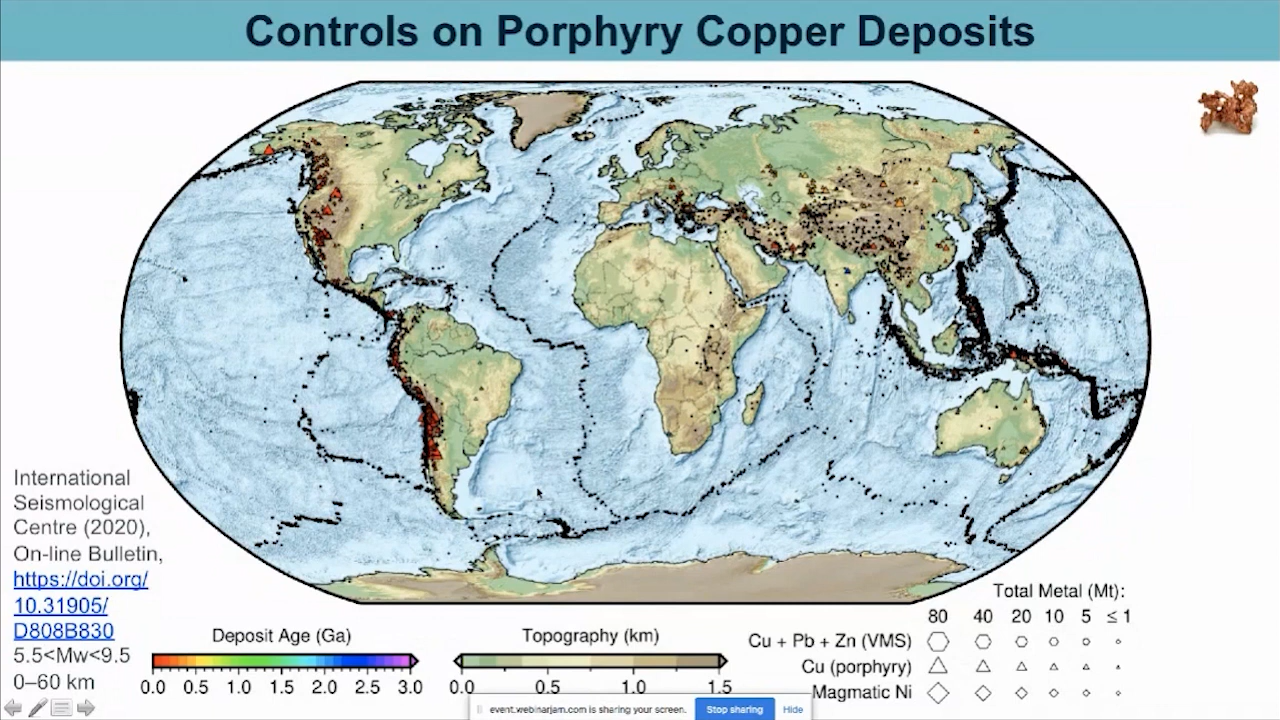 Controls on Porphyry Copper Deposits
International
Seismological
Centre (2020),
On-line Bulletin,
https://doi.org/
10.31905/
D808B830
5.5<Mw<9.5
0–60 km
Deposit Age (Ga)
0.0 0.5 1.0 1.5 2.0 2.5 3.0
Topography (km)
0.0 0.5 1.0 1.5
Total Metal (Mt):
80 40 20 10 5 ≤ 1
Cu + Pb + Zn (VMS)
Cu (porphyry)
Magmatic Ni
event.webinarjam.com is sharing your screen. Stop sharing Hide